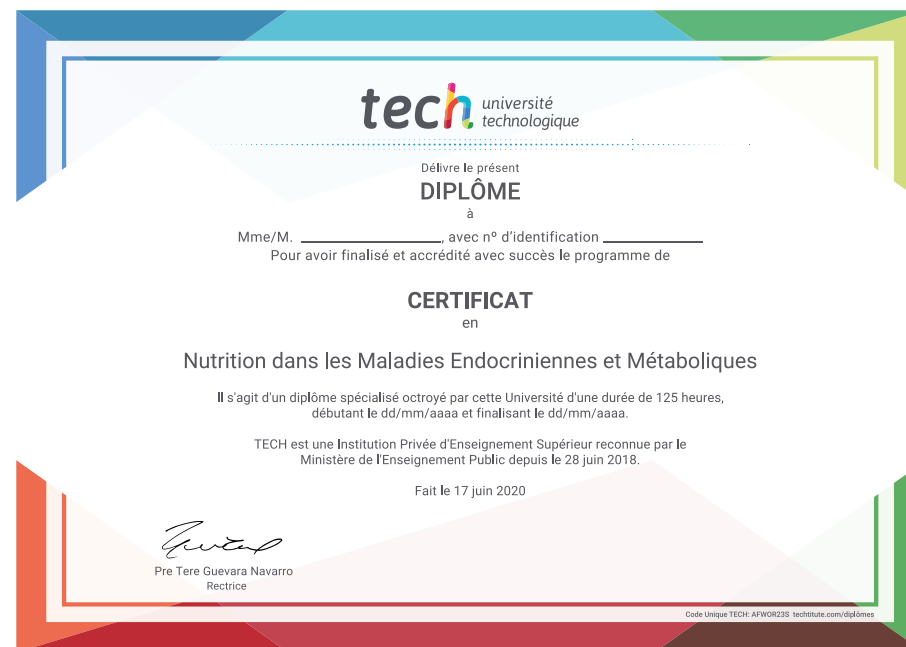 tech université
technologique
Délivre le présent
DIPLÔME
à
Mme/M. ____________________, avec nº d'identification ______________
Pour avoir finalisé et accrédité avec succès le programme de
CERTIFICAT
en
Nutrition dans les Maladies Endocriniennes et Métaboliques
Il s'agit d'un diplôme spécialisé octroyé par cette Université d'une durée de 125 heures,
débutant le dd/mm/aaaa et finalisant le dd/mm/aaaa.
TECH est une Institution Privée d'Enseignement Supérieur reconnue par le
Ministère de l'Enseignement Public depuis le 28 juin 2018.
Fait le 17 juin 2020
Pre Tere Guevara Navarro
Rectrice
Code Unique TECH: AFWOR23S techtitute.com/diplômes